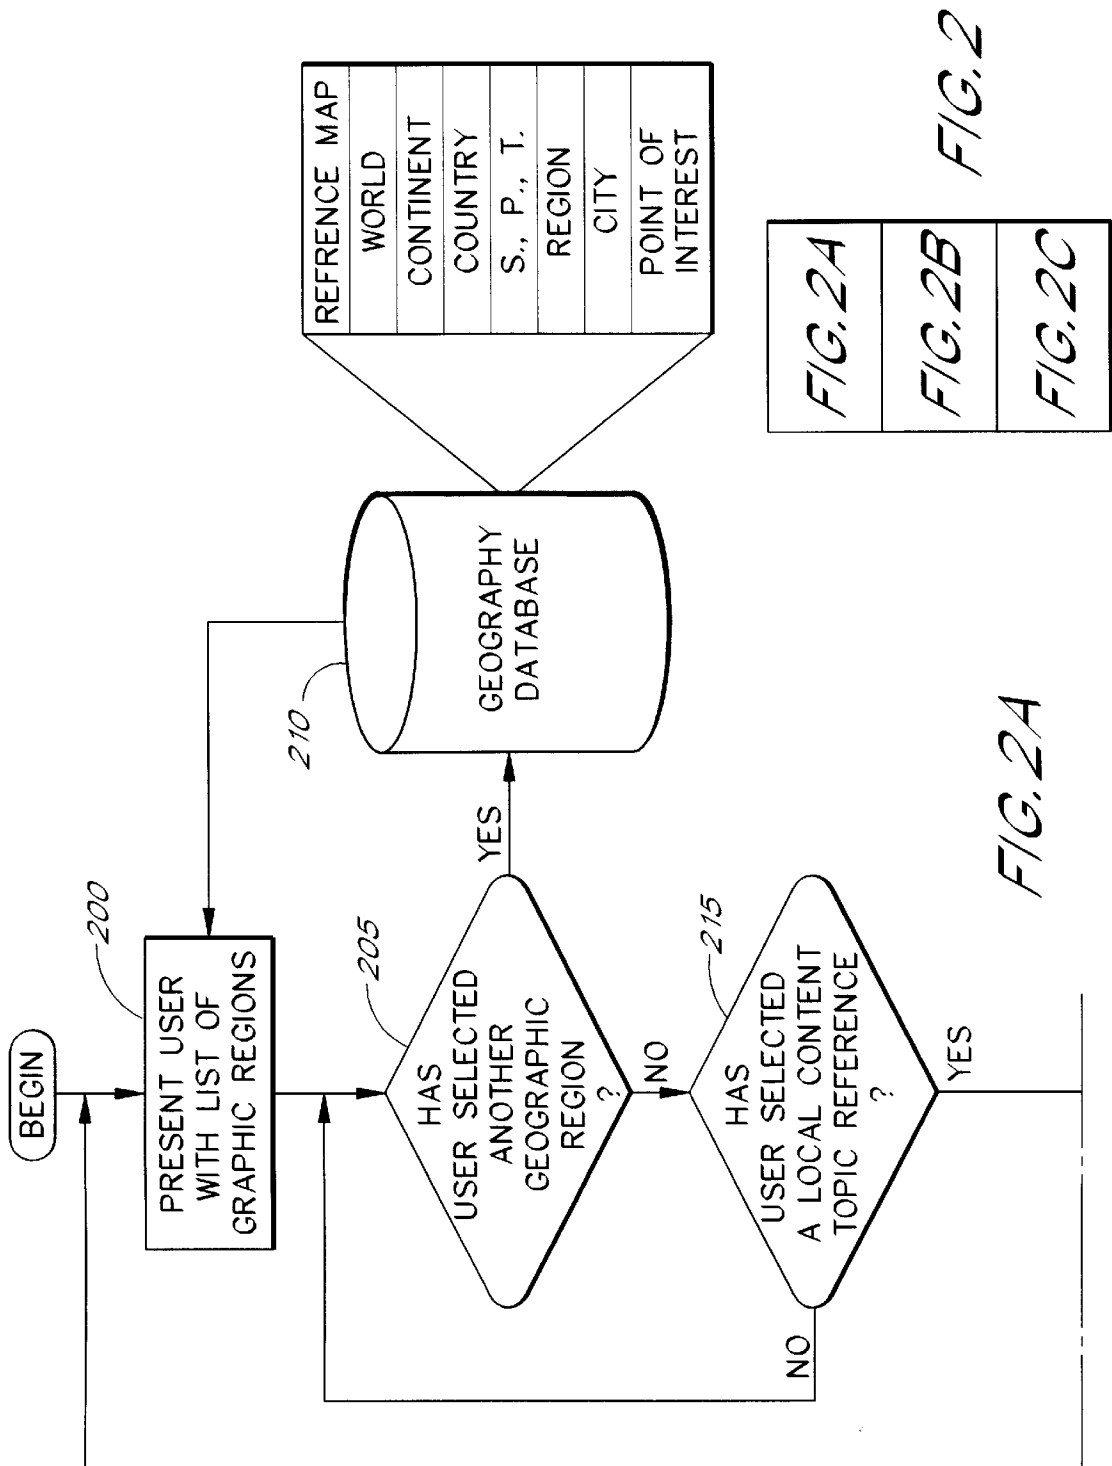 BEGIN
200
PRESENT USER
WITH LIST OF
GRAPHIC REGIONS
205
HAS
USER SELECTED
ANOTHER
GEOGRAPHIC
REGION
?
YES
NO
210
GEOGRAPHY
DATABASE
REFRENCE MAP
WORLD
CONTINENT
COUNTRY
S., P., T.
REGION
CITY
POINT OF
INTEREST
215
HAS
USER SELECTED
A LOCAL CONTENT
TOPIC REFERENCE
?
NO
YES
FIG. 2A
FIG. 2A
FIG. 2B
FIG. 2C
FIG. 2